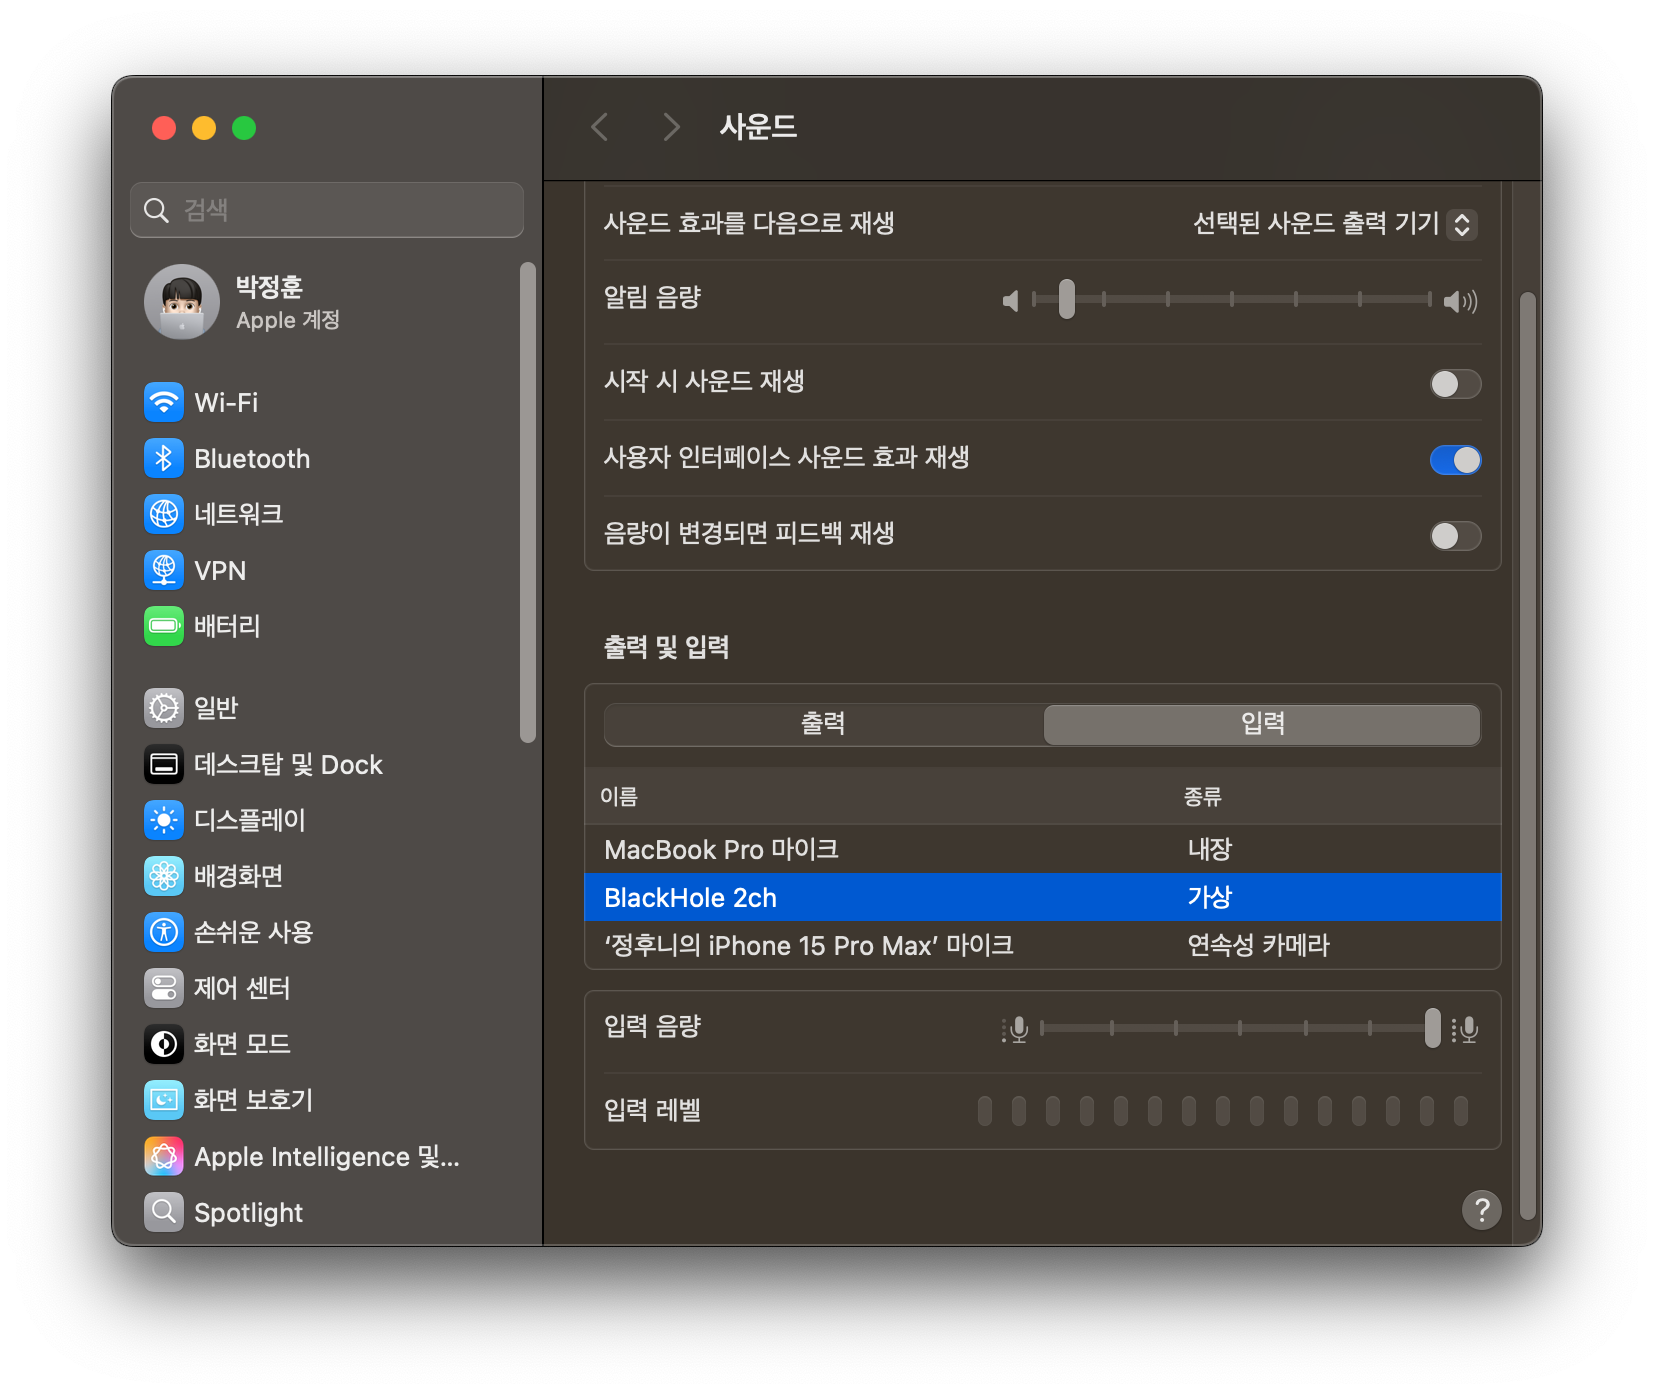 검색
박정훈
Apple 계정
Wi-Fi
Bluetooth
네트워크
VPN
배터리
일반
데스크탑 및 Dock
디스플레이
배경화면
손쉬운 사용
제어 센터
화면 모드
화면 보호기
Apple Intelligence 및...
Spotlight
사운드
사운드 효과를 다음으로 재생 선택된 사운드 출력 기기
알림 음량
시작 시 사운드 재생
사용자 인터페이스 사운드 효과 재생
음량이 변경되면 피드백 재생
출력 및 입력
출력 입력
이름 종류
MacBook Pro 마이크 내장
BlackHole 2ch 가상
‘정후니의 iPhone 15 Pro Max’ 마이크 연속성 카메라
입력 음량
입력 레벨
?